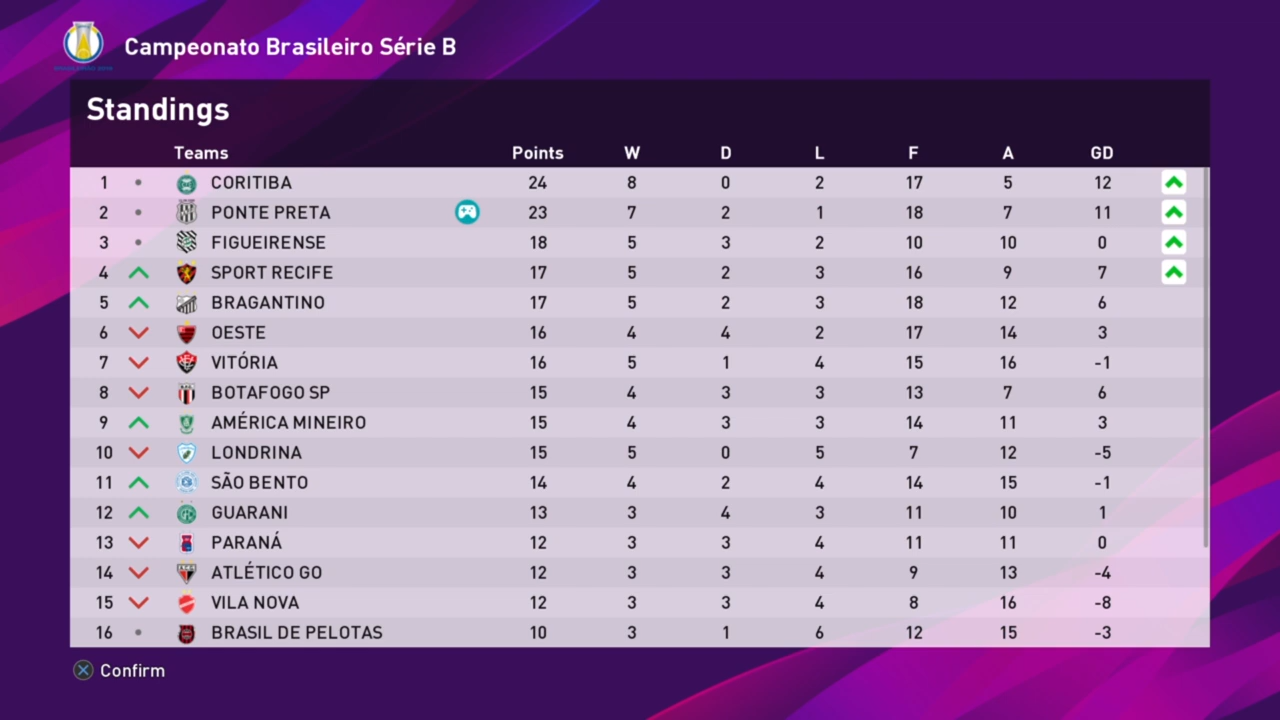 Campeonato Brasileiro Série B
Standings
Teams Points W D L F A GD
1 CORITIBA 24 8 0 2 17 5 12
2 PONTE PRETA 23 7 2 1 18 7 11
3 FIGUEIRENSE 18 5 3 2 10 10 0
4 SPORT RECIFE 17 5 2 3 16 9 7
5 BRAGANTINO 17 5 2 3 18 12 6
6 OESTE 16 4 4 2 17 14 3
7 VITÓRIA 16 5 1 4 15 16 -1
8 BOTAFOGO SP 15 4 3 3 13 7 6
9 AMÉRICA MINEIRO 15 4 3 3 14 11 3
10 LONDRINA 15 5 0 5 7 12 -5
11 SÃO BENTO 14 4 2 4 14 15 -1
12 GUARANI 13 3 4 3 11 10 1
13 PARANÁ 12 3 3 4 11 11 0
14 ATLÉTICO GO 12 3 3 4 9 13 -4
15 VILA NOVA 12 3 3 4 8 16 -8
16 BRASIL DE PELOTAS 10 3 1 6 12 15 -3
Confirm